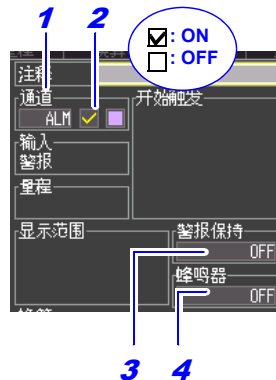 1 2
: ON
: OFF
注释
通道
开始触发
ALM
输入
警报
量程
显示范围
警报保持
OFF
蜂鸣器
OFF
3 4